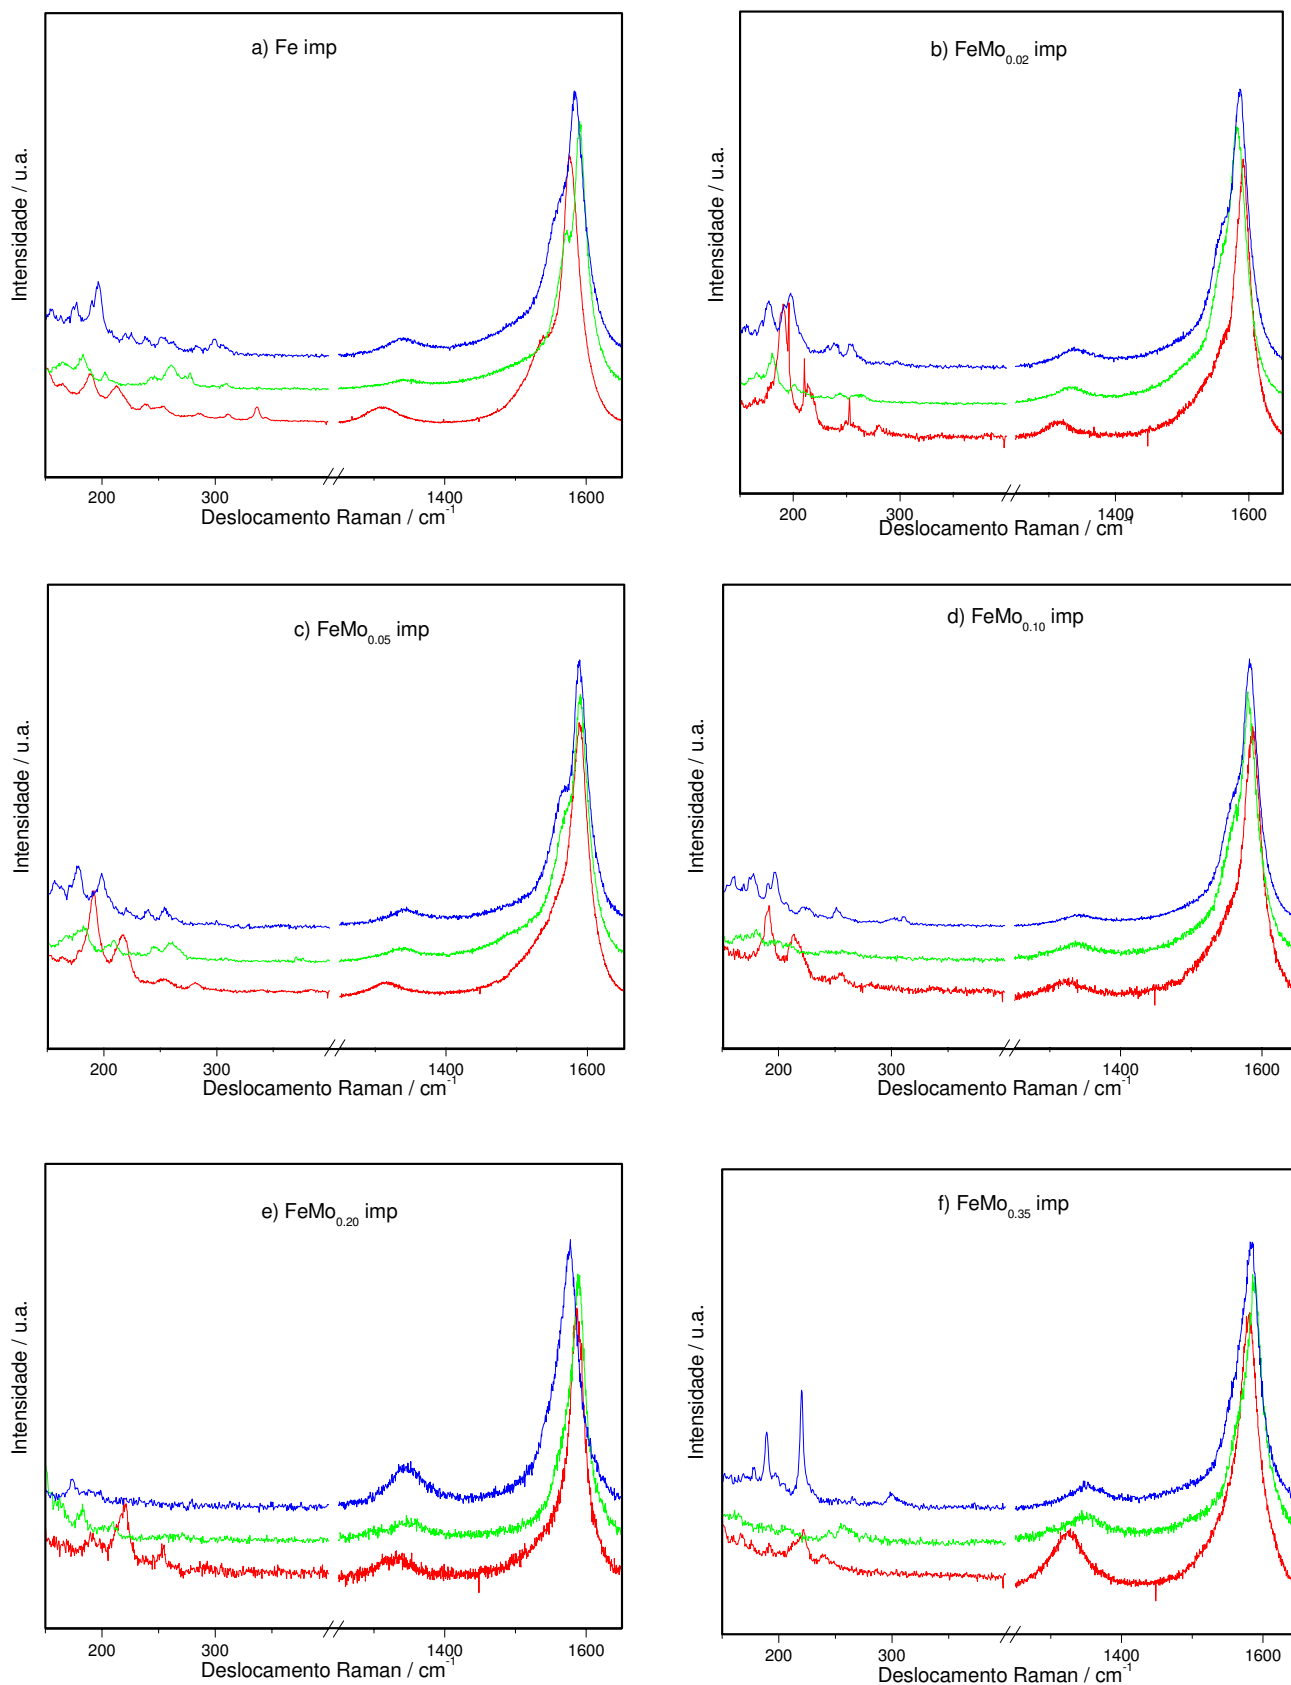 a) Fe imp
Intensidade / u.a.
200 300 1400 1600
Deslocamento Raman / cm-1
b) FeMo0.02 imp
Intensidade / u.a.
200 300 1400 1600
Deslocamento Raman / cm-1
c) FeMo0.05 imp
Intensidade / u.a.
200 300 1400 1600
Deslocamento Raman / cm-1
d) FeMo0.10 imp
Intensidade / u.a.
200 300 1400 1600
Deslocamento Raman / cm-1
e) FeMo0.20 imp
Intensidade / u.a.
200 300 1400 1600
Deslocamento Raman / cm-1
f) FeMo0.35 imp
Intensidade / u.a.
200 300 1400 1600
Deslocamento Raman / cm-1